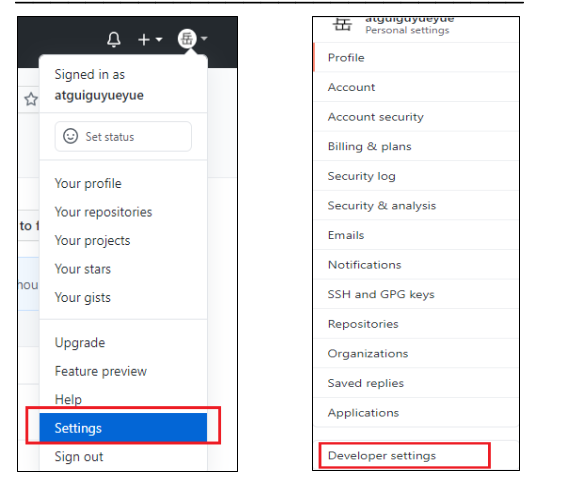 岳
Signed in as
atguiguyueyue
Set status
Your profile
Your repositories
to f
Your projects
Your stars
hou
Your gists
Upgrade
Feature preview
Help
Settings
Sign out
岳
atguiguyueyue
Personal settings
Profile
Account
Account security
Billing & plans
Security log
Security & analysis
Emails
Notifications
SSH and GPG keys
Repositories
Organizations
Saved replies
Applications
Developer settings